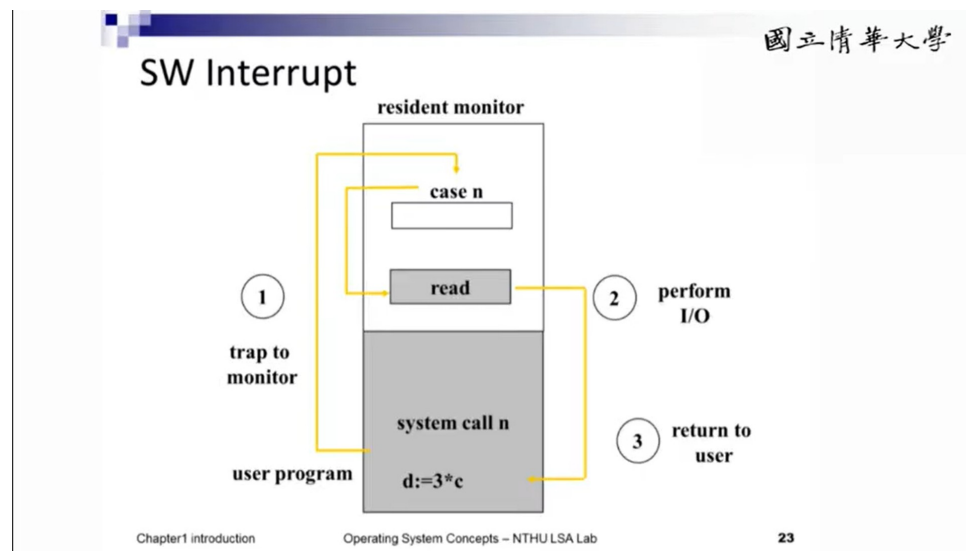 國立清華大學
SW Interrupt
resident monitor
case n
read
1
trap to
monitor
2
perform
I/O
system call n
3
return to
user
user program
d:=3*c
Chapter1 introduction
Operating System Concepts – NTHU LSA Lab
23